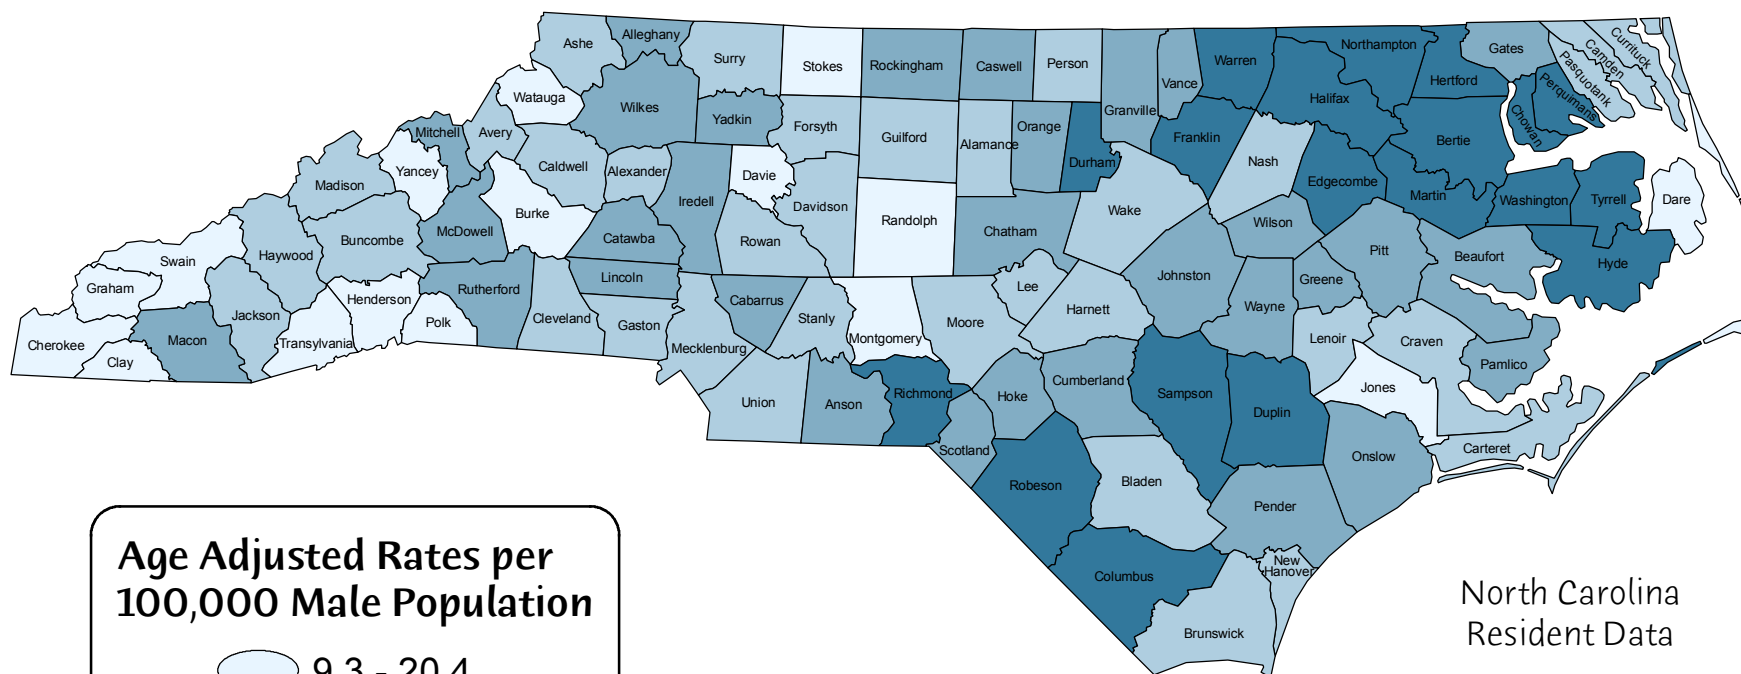 Ashe
Alleghany
Surry
Stokes
Rockingham
Caswell
Person
Granville
Vance
Warren
Northampton
Halifax
Hertford
Gates
Currituck
Camden
Pasquotank
Perquimans
Chowan
Bertie
Watauga
Wilkes
Yadkin
Forsyth
Guilford
Alamance
Orange
Durham
Franklin
Nash
Edgecombe
Martin
Washington
Tyrrell
Dare
Mitchell
Avery
Yancey
Caldwell
Alexander
Davie
Iredell
Davidson
Randolph
Chatham
Wake
Wilson
Pitt
Beaufort
Hyde
Madison
Burke
McDowell
Buncombe
Haywood
Catawba
Rowan
Lincoln
Johnston
Greene
Wayne
Swain
Graham
Jackson
Henderson
Rutherford
Polk
Cleveland
Gaston
Cabarrus
Stanly
Montgomery
Moore
Lee
Harnett
Lenoir
Craven
Pamlico
Cherokee
Clay
Macon
Transylvania
Mecklenburg
Union
Anson
Richmond
Hoke
Cumberland
Sampson
Duplin
Jones
Scotland
Onslow
Carteret
Robeson
Bladen
Pender
Columbus
New
Hanover
Brunswick
Age Adjusted Rates per
100,000 Male Population
9.3 - 20.4
North Carolina
Resident Data